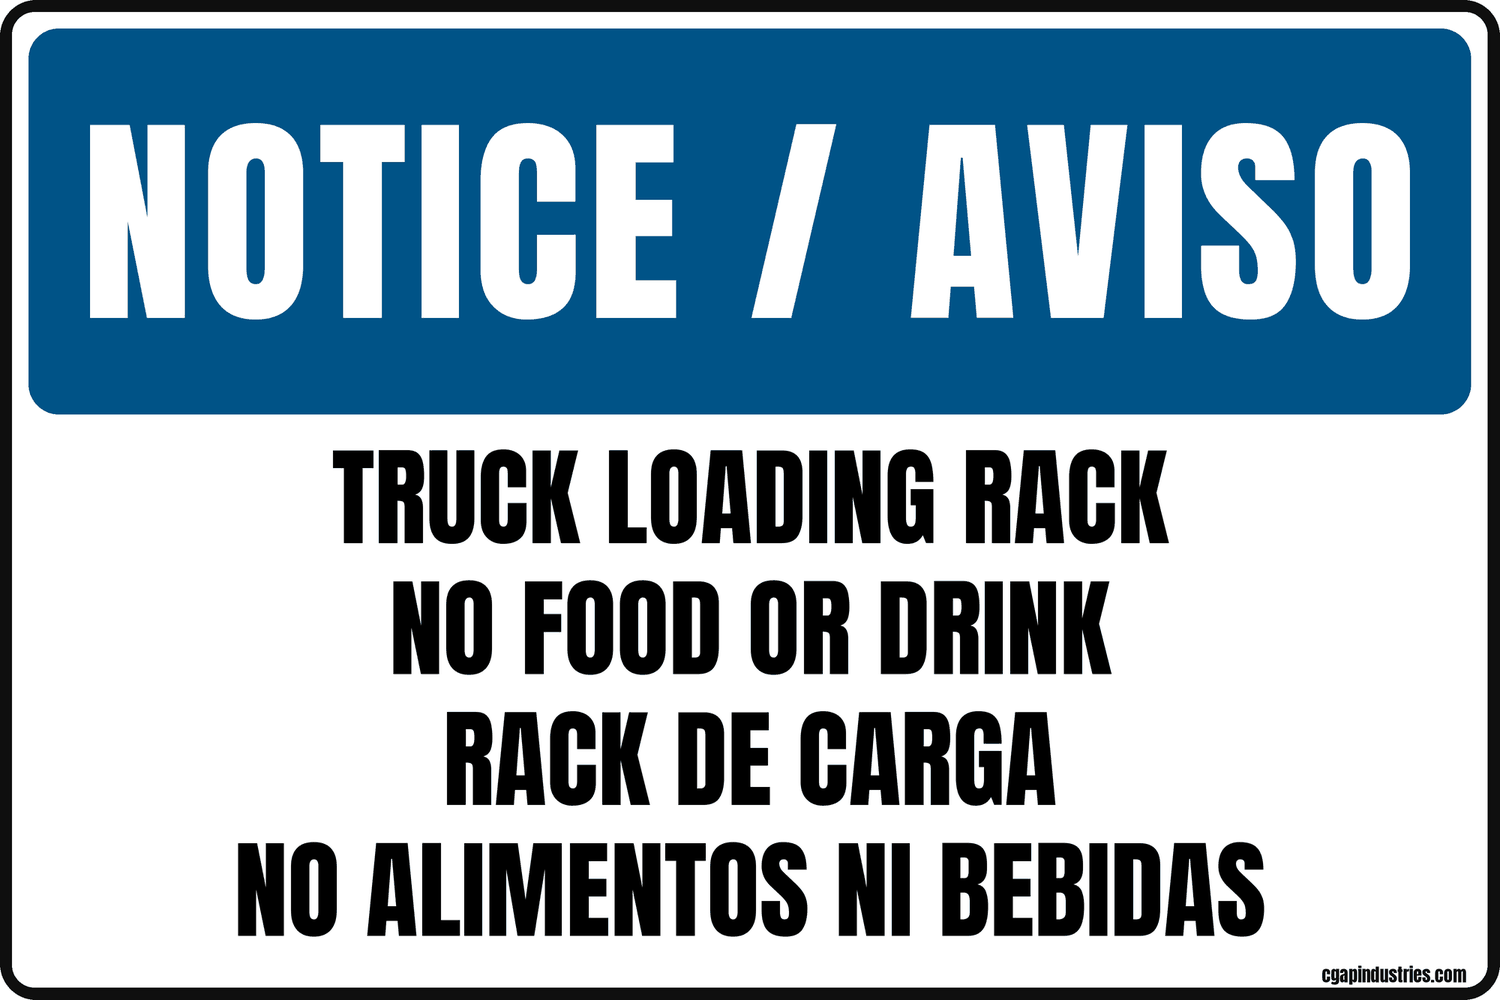 NOTICE / AVISO
TRUCK LOADING RACK
NO FOOD OR DRINK
RACK DE CARGA
NO ALIMENTOS NI BEBIDAS
cgapindustries.com